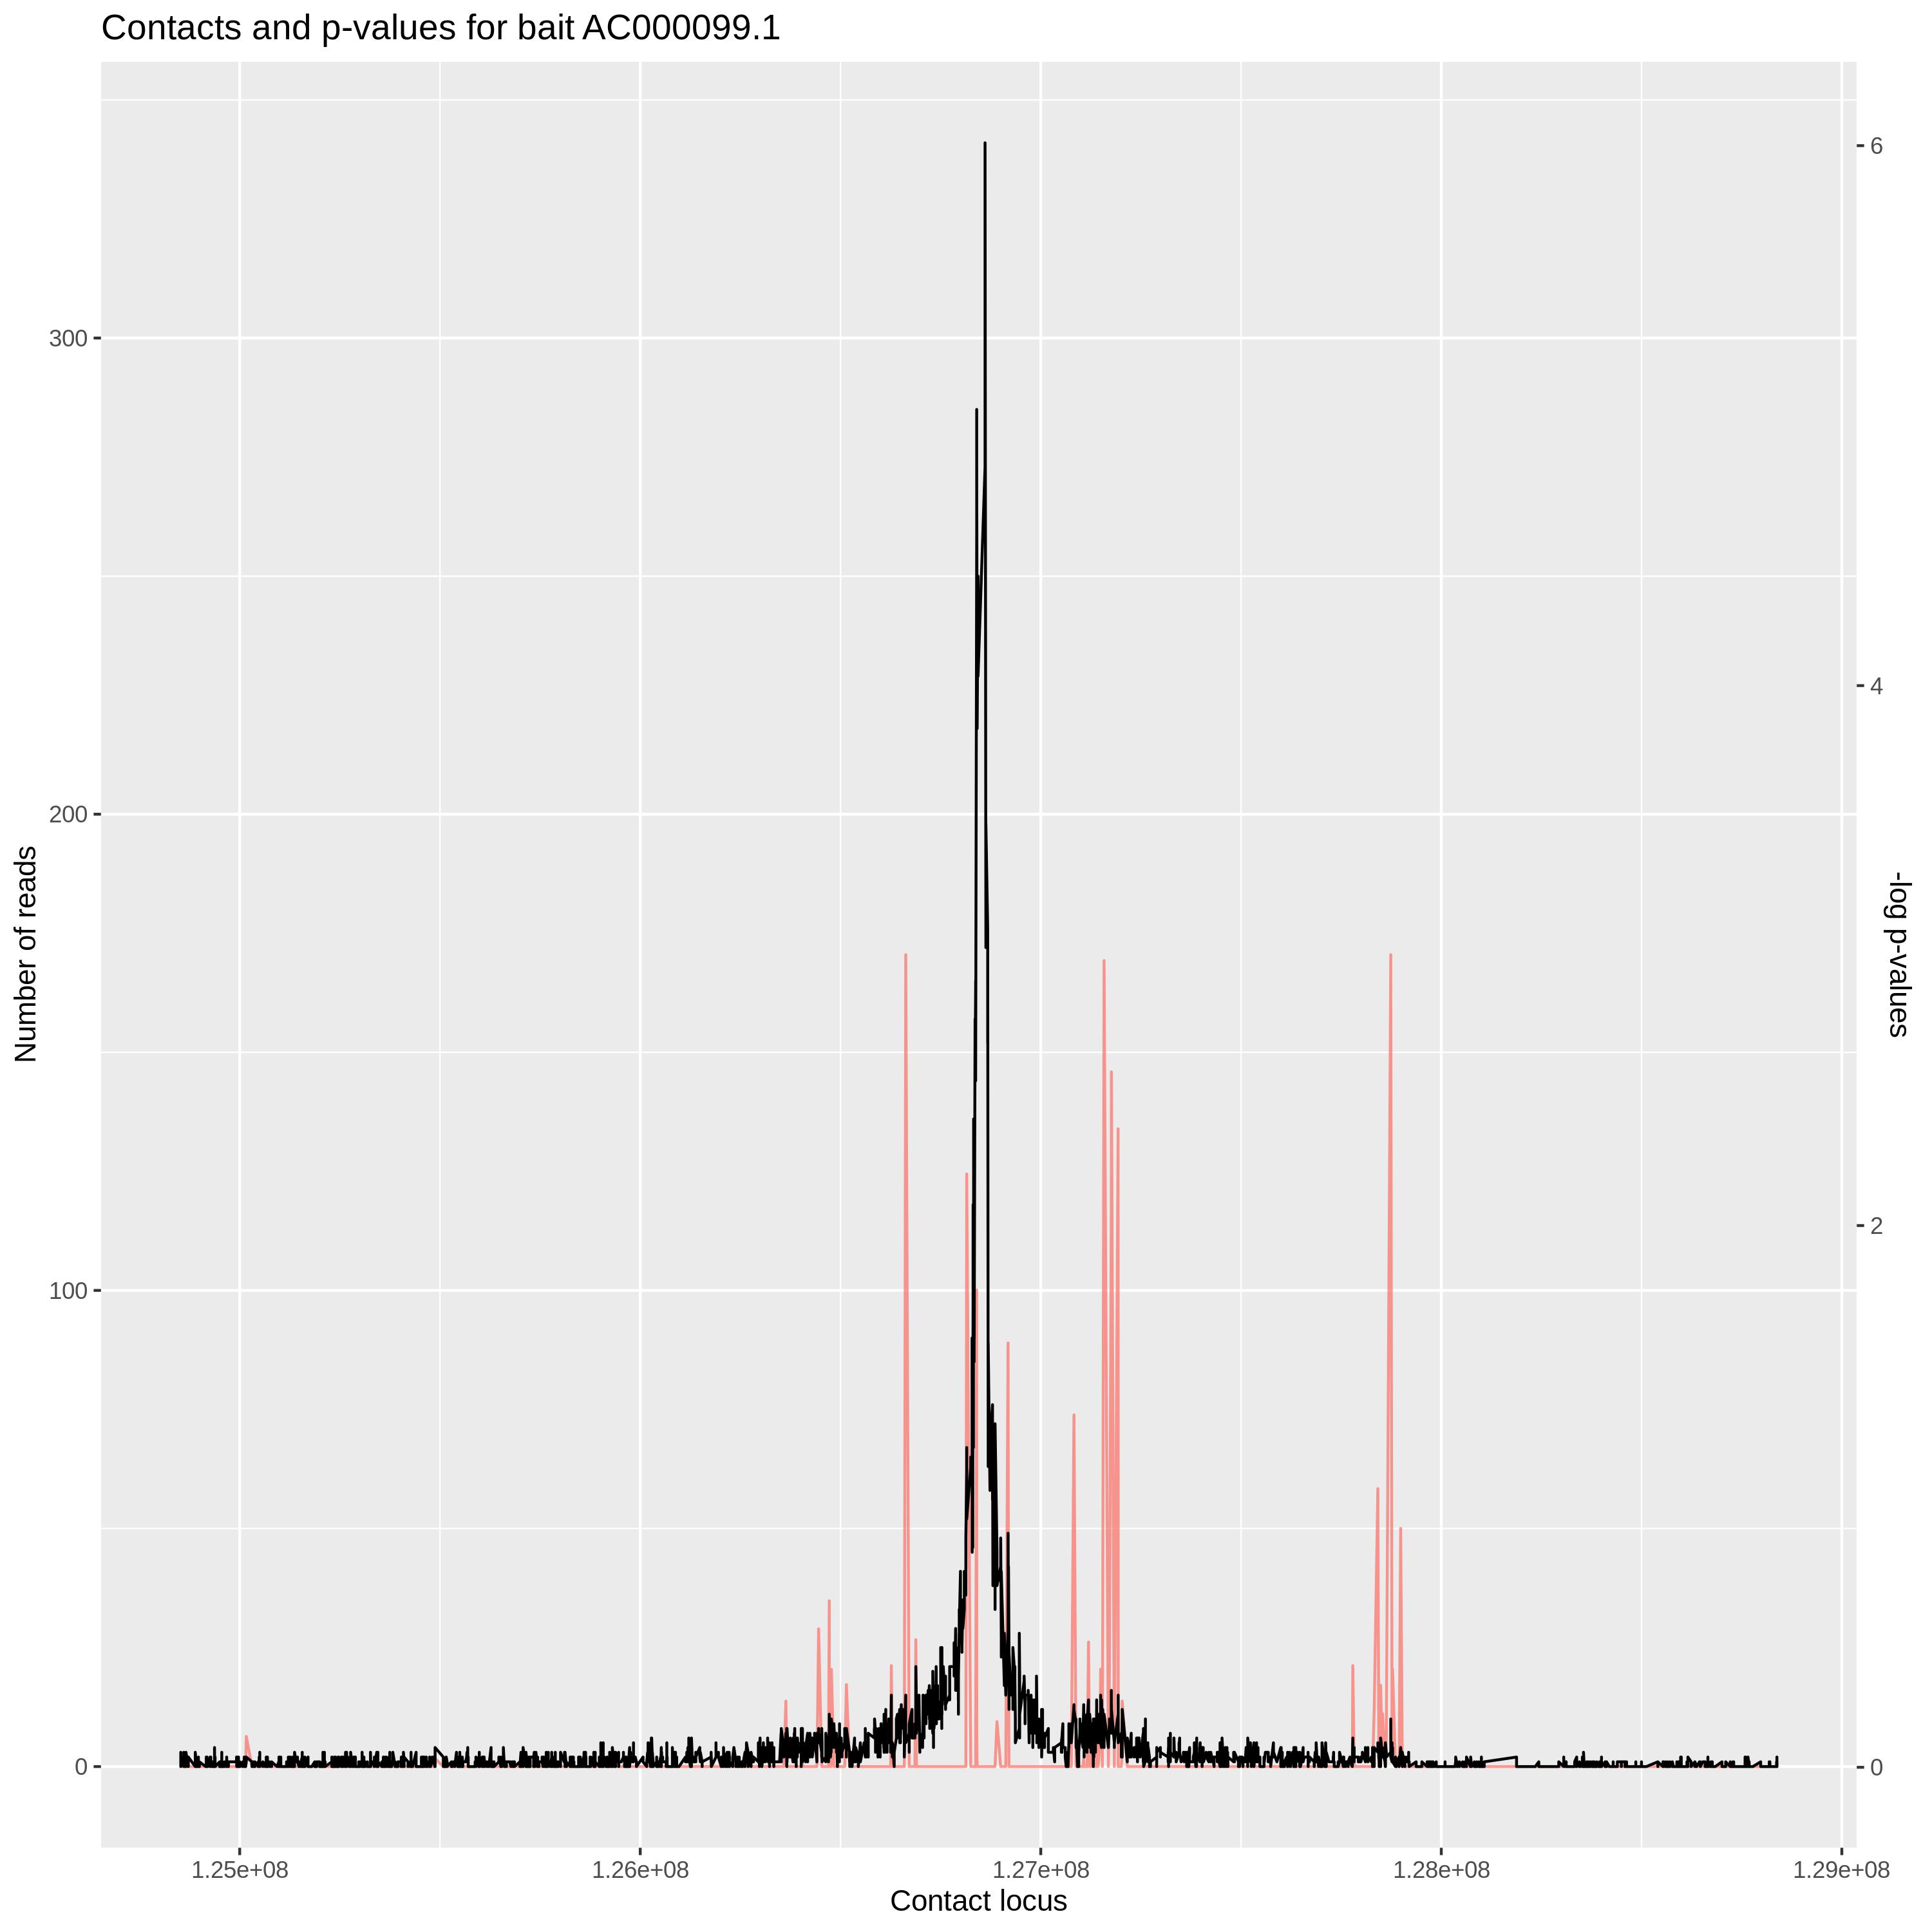 Contacts and p-values for bait AC000099.1
300
200
100
0
Number of reads
6
4
2
0
-log p-values
1.25e+08 1.26e+08 1.27e+08 1.28e+08 1.29e+08
Contact locus